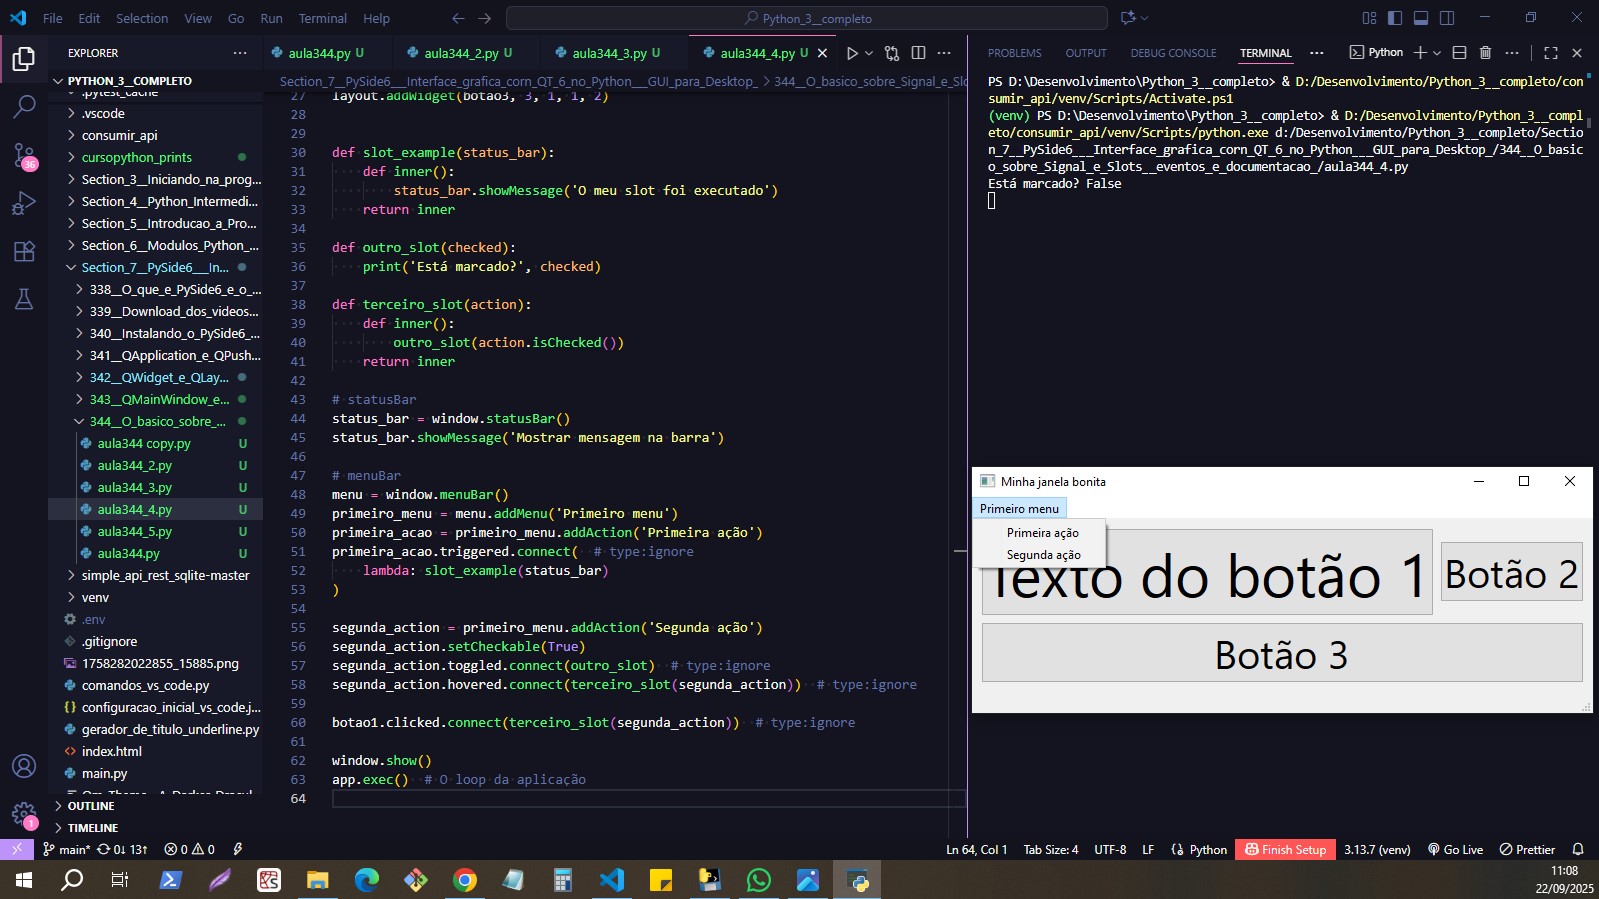 File Edit Selection View Go Run Terminal Help
Python_3__completo
EXPLORER
PYTHON_3__COMPLETO
.pytest_cache
.vscode
consumir_api
cursopython_prints
Section_3__Iniciando_na_prog...
Section_4__Python_Intermedi...
Section_5__Introducao_a_Pro...
Section_6__Modulos_Python_...
Section_7__PySide6___In...
338__O_que_e_PySide6_e_o_...
339__Download_dos_videos...
340__Instalando_o_PySide6_...
341__QApplication_e_QPush...
342__QWidget_e_QLay...
343__QMainWindow_e...
344__O_basico_sobre_...
aula344 copy.py U
aula344_2.py U
aula344_3.py U
aula344_4.py U
aula344_5.py U
aula344.py U
simple_api_rest_sqlite-master
venv
.env
.gitignore
1758282022855_15885.png
comandos_vs_code.py
configuracao_inicial_vs_code.j...
gerador_de_titulo_underline.py
index.html
main.py
OUTLINE
TIMELINE
36
1
aula344.py U
aula344_2.py U
aula344_3.py U
aula344_4.py U
Section_7__PySide6___Interface_grafica_corn_QT_6_no_Python___GUI_para_Desktop_ > 344__O_basico_sobre_Signal_e_Slo
27 layout.addWidget(botao3, 3, 1, 1, 2)
28
29
30 def slot_example(status_bar):
31 def inner():
32 status_bar.showMessage('O meu slot foi executado')
33 return inner
34
35 def outro_slot(checked):
36 print('Está marcado?', checked)
37
38 def terceiro_slot(action):
39 def inner():
40 outro_slot(action.isChecked())
41 return inner
42
43 # statusBar
44 status_bar = window.statusBar()
45 status_bar.showMessage('Mostrar mensagem na barra')
46
47 # menuBar
48 menu = window.menuBar()
49 primeiro_menu = menu.addMenu('Primeiro menu')
50 primeira_acao = primeiro_menu.addAction('Primeira ação')
51 primeira_acao.triggered.connect( # type:ignore
52 lambda: slot_example(status_bar)
53 )
54
55 segunda_action = primeiro_menu.addAction('Segunda ação')
56 segunda_action.setCheckable(True)
57 segunda_action.toggled.connect(outro_slot) # type:ignore
58 segunda_action.hovered.connect(terceiro_slot(segunda_action)) # type:ignore
59
60 botao1.clicked.connect(terceiro_slot(segunda_action)) # type:ignore
61
62 window.show()
63 app.exec() # O loop da aplicação
64
PROBLEMS OUTPUT DEBUG CONSOLE TERMINAL Python
PS D:\Desenvolvimento\Python_3__completo> & D:/Desenvolvimento/Python_3__completo/con
sumir_api/venv/Scripts/Activate.ps1
(venv) PS D:\Desenvolvimento\Python_3__completo> & D:/Desenvolvimento/Python_3__compl
eto/consumir_api/venv/Scripts/python.exe d:/Desenvolvimento/Python_3__completo/Sectio
n_7__PySide6___Interface_grafica_corn_QT_6_no_Python___GUI_para_Desktop_/344__O_basic
o_sobre_Signal_e_Slots__eventos_e_documentacao_/aula344_4.py
Está marcado? False
Minha janela bonita
Primeiro menu
Primeira ação
Segunda ação
Texto do botão 1
Botão 2
Botão 3
main* 0↓ 13↑ 0 0
Ln 64, Col 1 Tab Size: 4 UTF-8 LF Python Finish Setup 3.13.7 (venv) Go Live Prettier
11:08
22/09/2025